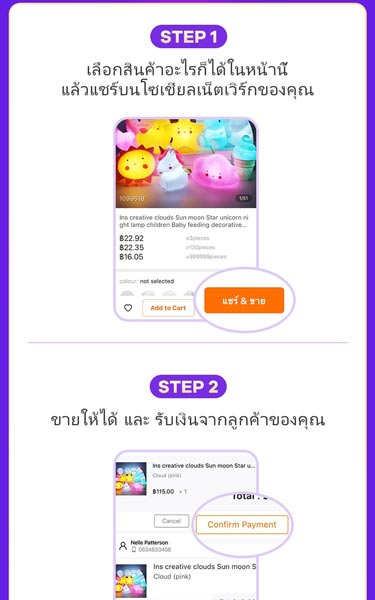 STEP 1
เลือกสินค้าอะไรก็ได้ในหน้านี้
แล้วแชร์บนโซเชียลเน็ตเวิร์กของคุณ
1099518
1/51
Ins creative clouds Sun moon Star unicorn ni
ght lamp children Baby feeding decorative...
฿22.92 ≥3pieces
฿22.35 ≥120pieces
฿16.05 ≥999999pieces
colour: not selected
Add to Cart
แชร์ & ขาย
STEP 2
ขายให้ได้ และ รับเงินจากลูกค้าของคุณ
Ins creative clouds Sun moon Star u...
Cloud (pink)
฿115.00 × 1
Total :
Cancel
Confirm Payment
Nelle Patterson
0634833456
Ins creative clouds Sun moon S
Cloud (pink)